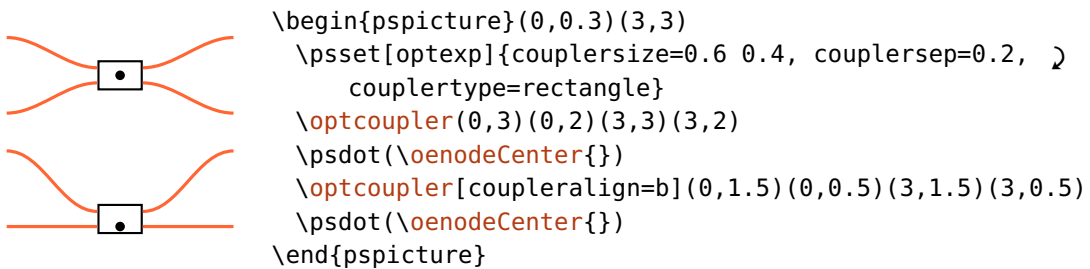 \begin{pspicture}(0,0.3)(3,3)
\psset[optexp]{couplersize=0.6 0.4, couplersep=0.2,
couplertype=rectangle}
\optcoupler(0,3)(0,2)(3,3)(3,2)
\psdot(\oenodeCenter{})
\optcoupler[coupleralign=b](0,1.5)(0,0.5)(3,1.5)(3,0.5)
\psdot(\oenodeCenter{})
\end{pspicture}